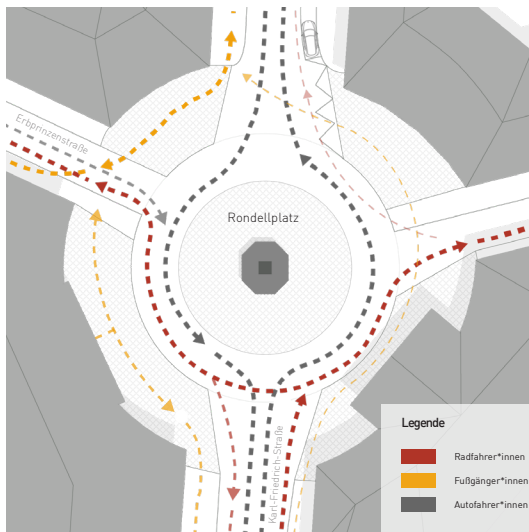 Erbprinzenstraße
Rondellplatz
Karl-Friedrich-Straße
Legende
Radfahrer*innen
Fußgänger*innen
Autofahrer*innen